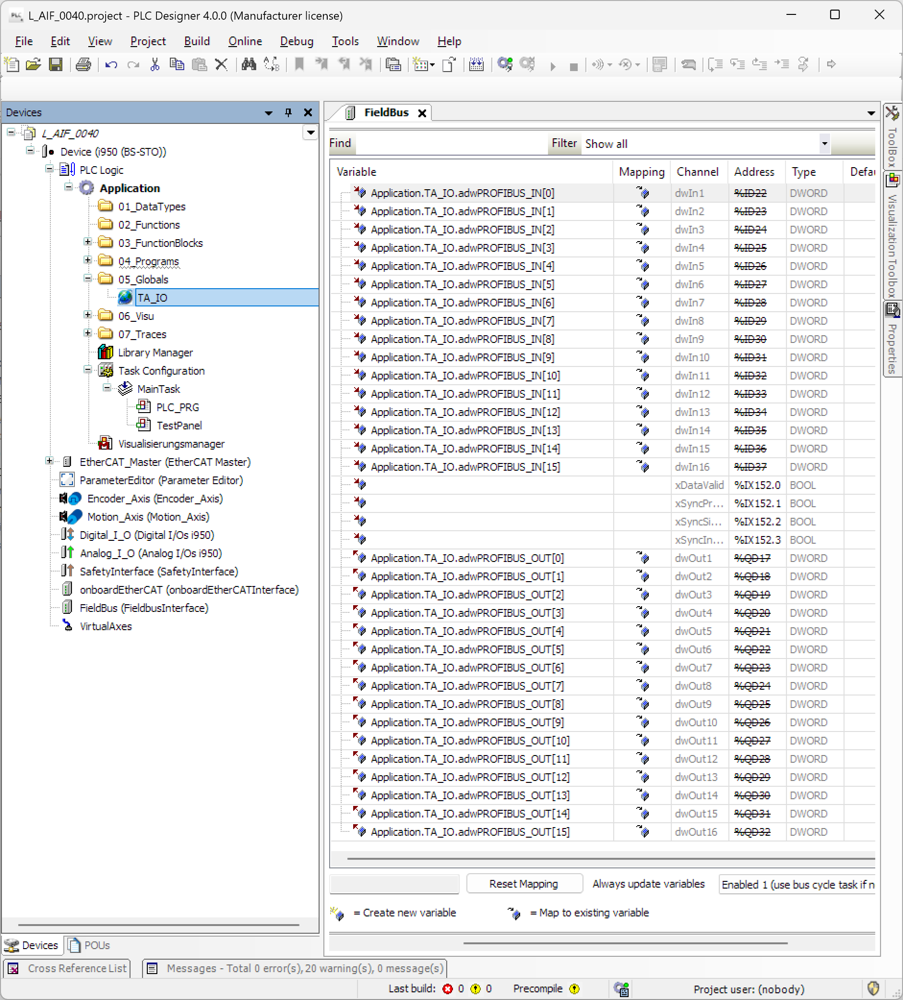 L_AIF_0040.project - PLC Designer 4.0.0 (Manufacturer license)
File Edit View Project Build Online Debug Tools Window Help
Devices
L_AIF_0040
Device (i950 (BS-STO))
PLC Logic
Application
01_DataTypes
02_Functions
03_FunctionBlocks
04_Programs
05_Globals
TA_IO
06_Visu
07_Traces
Library Manager
Task Configuration
MainTask
PLC_PRG
TestPanel
Visualisierungsmanager
EtherCAT_Master (EtherCAT Master)
ParameterEditor (Parameter Editor)
Encoder_Axis (Encoder_Axis)
Motion_Axis (Motion_Axis)
Digital_I_O (Digital I/Os i950)
Analog_I_O (Analog I/Os i950)
SafetyInterface (SafetyInterface)
onboardEtherCAT (onboardEtherCATInterface)
FieldBus (FieldbusInterface)
VirtualAxes
Devices POUs
FieldBus
Find Filter Show all
Variable Mapping Channel Address Type Defau
Application.TA_IO.adwPROFIBUS_IN[0] dwIn1 %ID22 DWORD
Application.TA_IO.adwPROFIBUS_IN[1] dwIn2 %ID23 DWORD
Application.TA_IO.adwPROFIBUS_IN[2] dwIn3 %ID24 DWORD
Application.TA_IO.adwPROFIBUS_IN[3] dwIn4 %ID25 DWORD
Application.TA_IO.adwPROFIBUS_IN[4] dwIn5 %ID26 DWORD
Application.TA_IO.adwPROFIBUS_IN[5] dwIn6 %ID27 DWORD
Application.TA_IO.adwPROFIBUS_IN[6] dwIn7 %ID28 DWORD
Application.TA_IO.adwPROFIBUS_IN[7] dwIn8 %ID29 DWORD
Application.TA_IO.adwPROFIBUS_IN[8] dwIn9 %ID30 DWORD
Application.TA_IO.adwPROFIBUS_IN[9] dwIn10 %ID31 DWORD
Application.TA_IO.adwPROFIBUS_IN[10] dwIn11 %ID32 DWORD
Application.TA_IO.adwPROFIBUS_IN[11] dwIn12 %ID33 DWORD
Application.TA_IO.adwPROFIBUS_IN[12] dwIn13 %ID34 DWORD
Application.TA_IO.adwPROFIBUS_IN[13] dwIn14 %ID35 DWORD
Application.TA_IO.adwPROFIBUS_IN[14] dwIn15 %ID36 DWORD
Application.TA_IO.adwPROFIBUS_IN[15] dwIn16 %ID37 DWORD
xDataValid %IX152.0 BOOL
xSyncPr... %IX152.1 BOOL
xSyncSi... %IX152.2 BOOL
xSyncIn... %IX152.3 BOOL
Application.TA_IO.adwPROFIBUS_OUT[0] dwOut1 %QD17 DWORD
Application.TA_IO.adwPROFIBUS_OUT[1] dwOut2 %QD18 DWORD
Application.TA_IO.adwPROFIBUS_OUT[2] dwOut3 %QD19 DWORD
Application.TA_IO.adwPROFIBUS_OUT[3] dwOut4 %QD20 DWORD
Application.TA_IO.adwPROFIBUS_OUT[4] dwOut5 %QD21 DWORD
Application.TA_IO.adwPROFIBUS_OUT[5] dwOut6 %QD22 DWORD
Application.TA_IO.adwPROFIBUS_OUT[6] dwOut7 %QD23 DWORD
Application.TA_IO.adwPROFIBUS_OUT[7] dwOut8 %QD24 DWORD
Application.TA_IO.adwPROFIBUS_OUT[8] dwOut9 %QD25 DWORD
Application.TA_IO.adwPROFIBUS_OUT[9] dwOut10 %QD26 DWORD
Application.TA_IO.adwPROFIBUS_OUT[10] dwOut11 %QD27 DWORD
Application.TA_IO.adwPROFIBUS_OUT[11] dwOut12 %QD28 DWORD
Application.TA_IO.adwPROFIBUS_OUT[12] dwOut13 %QD29 DWORD
Application.TA_IO.adwPROFIBUS_OUT[13] dwOut14 %QD30 DWORD
Application.TA_IO.adwPROFIBUS_OUT[14] dwOut15 %QD31 DWORD
Application.TA_IO.adwPROFIBUS_OUT[15] dwOut16 %QD32 DWORD
Reset Mapping Always update variables Enabled 1 (use bus cycle task if n
= Create new variable = Map to existing variable
ToolBox
Visualization Toolbox
Properties
Cross Reference List Messages - Total 0 error(s), 20 warning(s), 0 message(s)
Last build: 0 0 Precompile Project user: (nobody)